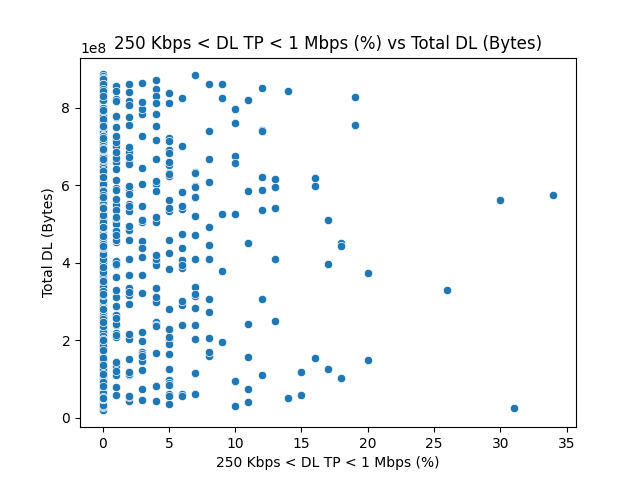 250 Kbps < DL TP < 1 Mbps (%) vs Total DL (Bytes)
1e8
Total DL (Bytes)
8
6
4
2
0
0 5 10 15 20 25 30 35
250 Kbps < DL TP < 1 Mbps (%)